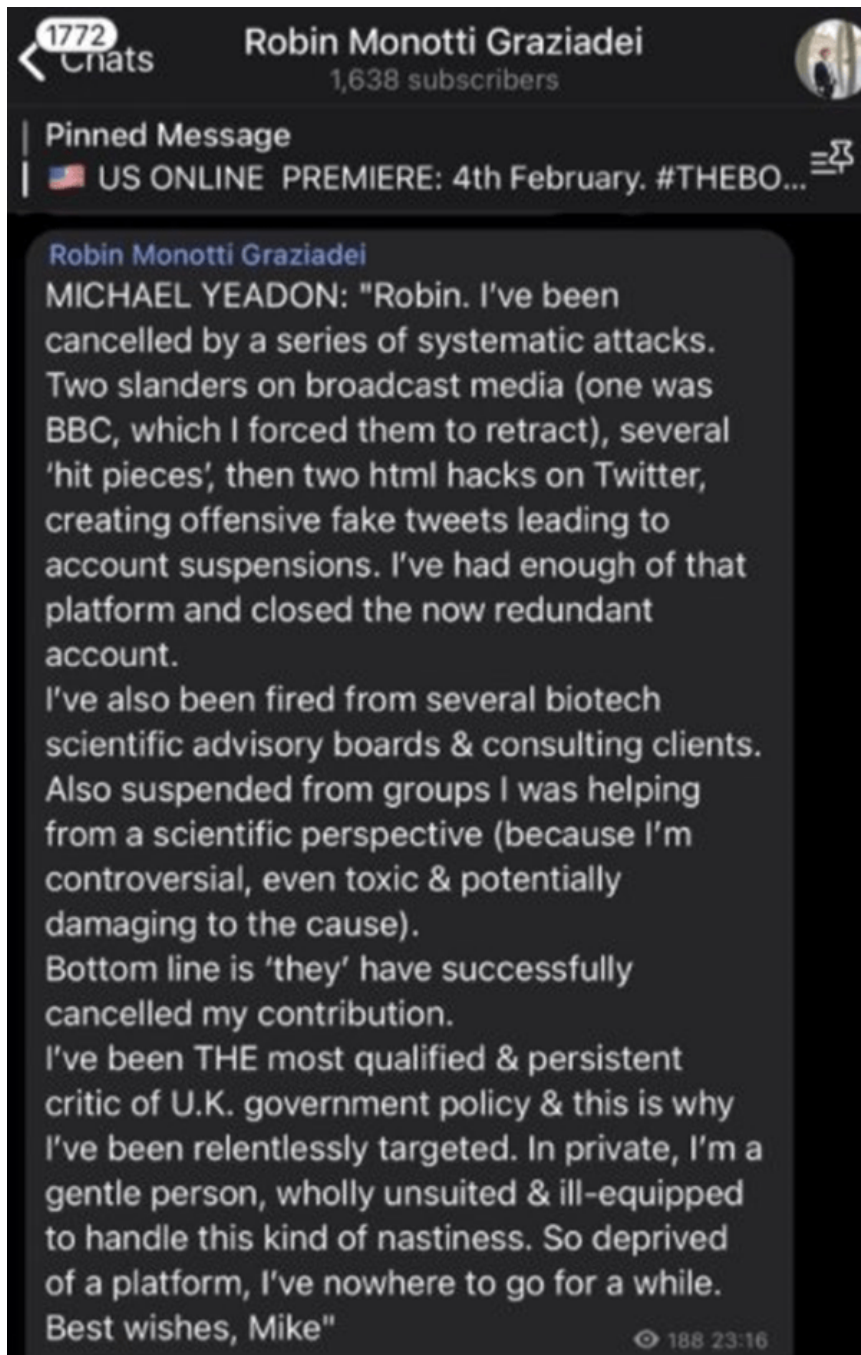 1772
Chats
Robin Monotti Graziadei
1,638 subscribers
Pinned Message
🇺🇸 US ONLINE PREMIERE: 4th February. #THEBO...
Robin Monotti Graziadei
MICHAEL YEADON: "Robin. I've been
cancelled by a series of systematic attacks.
Two slanders on broadcast media (one was
BBC, which I forced them to retract), several
'hit pieces', then two html hacks on Twitter,
creating offensive fake tweets leading to
account suspensions. I've had enough of that
platform and closed the now redundant
account.
I've also been fired from several biotech
scientific advisory boards & consulting clients.
Also suspended from groups I was helping
from a scientific perspective (because I'm
controversial, even toxic & potentially
damaging to the cause).
Bottom line is 'they' have successfully
cancelled my contribution.
I've been THE most qualified & persistent
critic of U.K. government policy & this is why
I've been relentlessly targeted. In private, I'm a
gentle person, wholly unsuited & ill-equipped
to handle this kind of nastiness. So deprived
of a platform, I've nowhere to go for a while.
Best wishes, Mike"
188 23:16